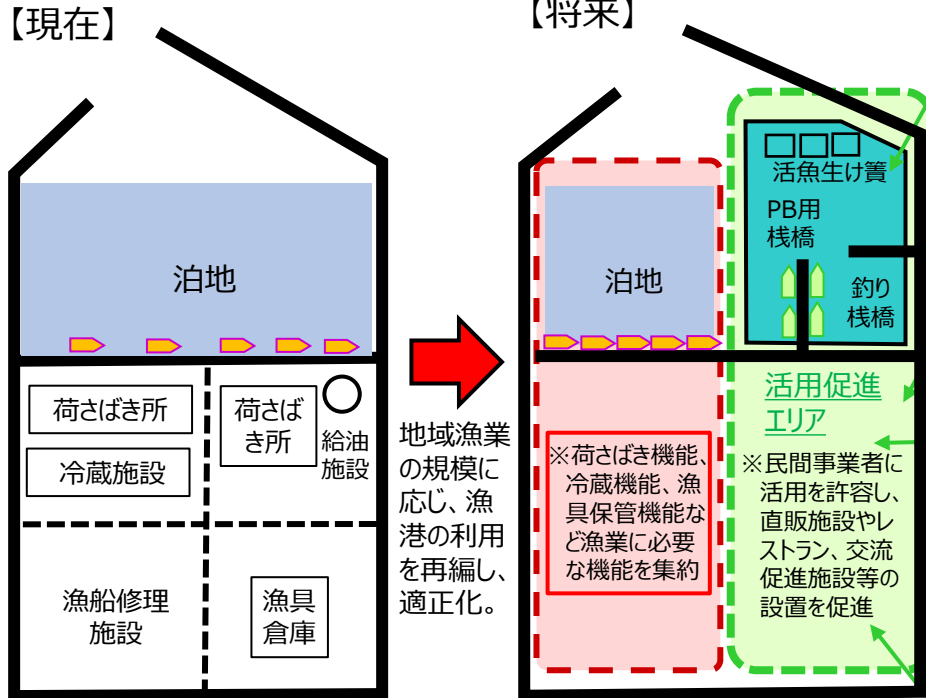 【現在】
泊地
荷さばき所
冷蔵施設
荷さば
き所
給油
施設
漁船修理
施設
漁具
倉庫
地域漁業
の規模に
応じ、漁
港の利用
を再編し、
適正化。
【将来】
泊地
※荷さばき機能、
冷蔵機能、漁
具保管機能な
ど漁業に必要
な機能を集約
活魚生け簀
PB用
桟橋
釣り
桟橋
活用促進
エリア
※民間事業者に
活用を許容し、
直販施設やレ
ストラン、交流
促進施設等の
設置を促進